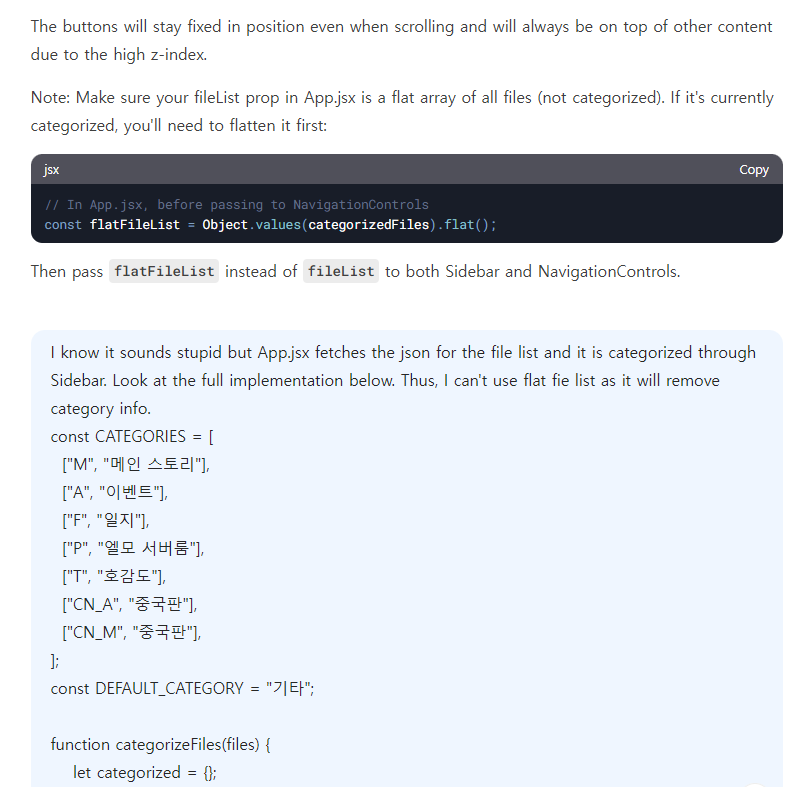 The buttons will stay fixed in position even when scrolling and will always be on top of other content
due to the high z-index.
Note: Make sure your fileList prop in App.jsx is a flat array of all files (not categorized). If it's currently
categorized, you'll need to flatten it first:
jsx Copy
// In App.jsx, before passing to NavigationControls
const flatFileList = Object.values(categorizedFiles).flat();
Then pass flatFileList instead of fileList to both Sidebar and NavigationControls.
I know it sounds stupid but App.jsx fetches the json for the file list and it is categorized through
Sidebar. Look at the full implementation below. Thus, I can't use flat fie list as it will remove
category info.
const CATEGORIES = [
["M", "메인 스토리"],
["A", "이벤트"],
["F", "일지"],
["P", "엘모 서버룸"],
["T", "호감도"],
["CN_A", "중국판"],
["CN_M", "중국판"],
];
const DEFAULT_CATEGORY = "기타";
function categorizeFiles(files) {
let categorized = {};